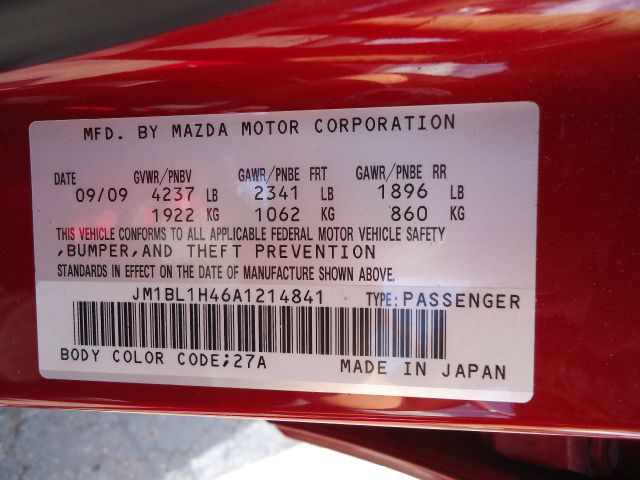 MFD. BY MAZDA MOTOR CORPORATION
DATE GVWR/PNBV GAWR/PNBE FRT GAWR/PNBE RR
09/09 4237 LB 2341 LB 1896 LB
1922 KG 1062 KG 860 KG
THIS VEHICLE CONFORMS TO ALL APPLICABLE FEDERAL MOTOR VEHICLE SAFETY
,BUMPER,AND THEFT PREVENTION
STANDARDS IN EFFECT ON THE DATE OF MANUFACTURE SHOWN ABOVE.
JM1BL1H46A1214841 TYPE:PASSENGER
BODY COLOR CODE;27A MADE IN JAPAN